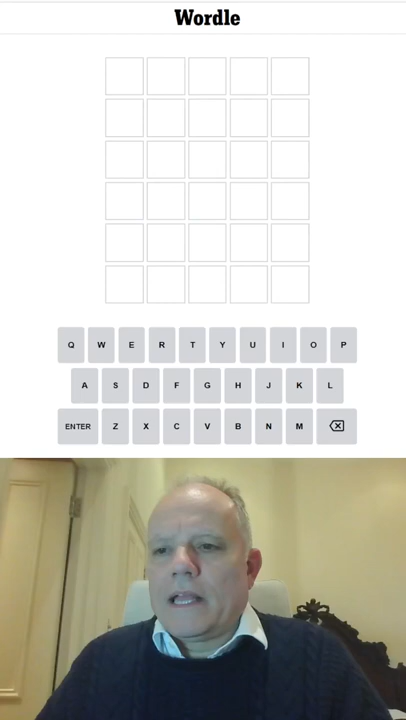 Wordle
Q W E R T Y U I O P
A S D F G H J K L
ENTER Z X C V B N M